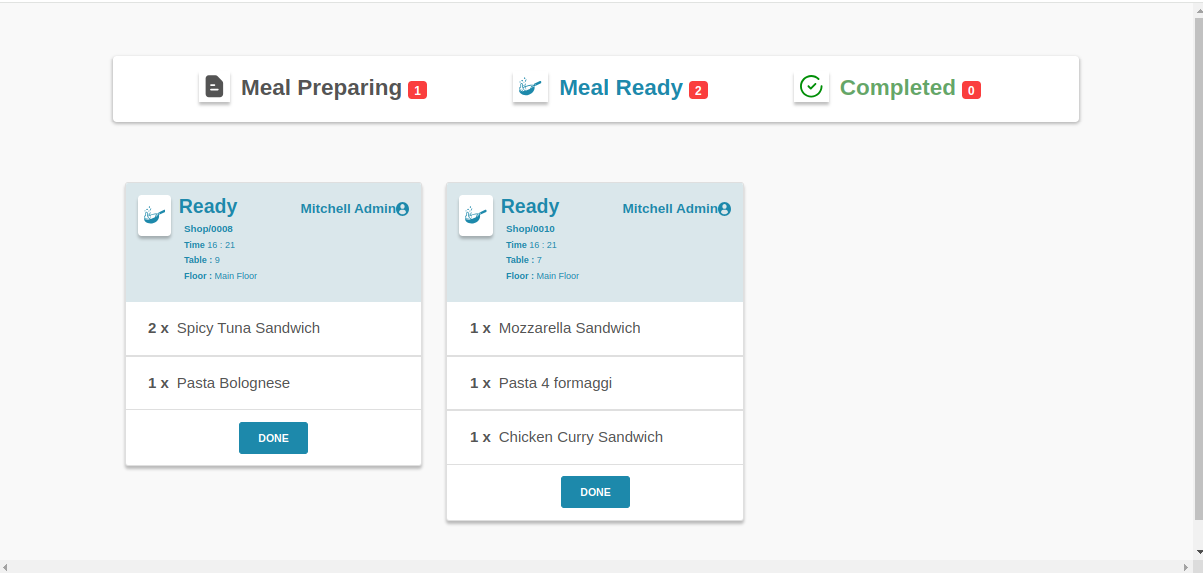 Meal Preparing 1
Meal Ready 2
Completed 0
Ready
Mitchell Admin
Shop/0008
Time 16 : 21
Table : 9
Floor : Main Floor
2 x Spicy Tuna Sandwich
1 x Pasta Bolognese
DONE
Ready
Mitchell Admin
Shop/0010
Time 16 : 21
Table : 7
Floor : Main Floor
1 x Mozzarella Sandwich
1 x Pasta 4 formaggi
1 x Chicken Curry Sandwich
DONE